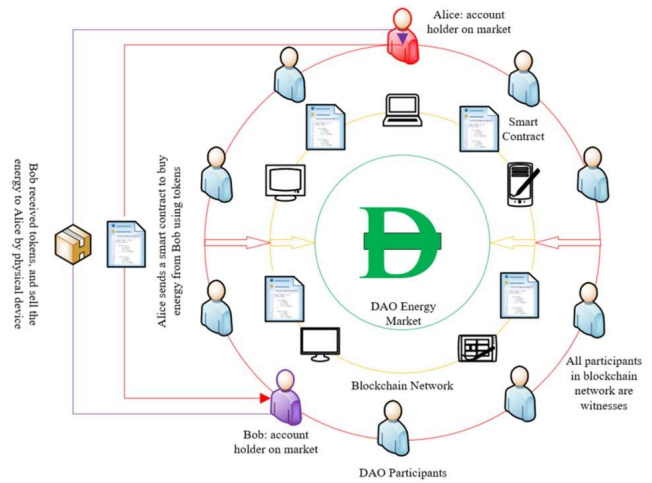 Alice: account
holder on market
Smart
Contract
Bob received tokens, and sell the
energy to Alice by physical device
Alice sends a smart contract to buy
energy from Bob using tokens
DAO Energy
Market
Blockchain Network
All participants
in blockchain
network are
witnesses
Bob: account
holder on market
DAO Participants